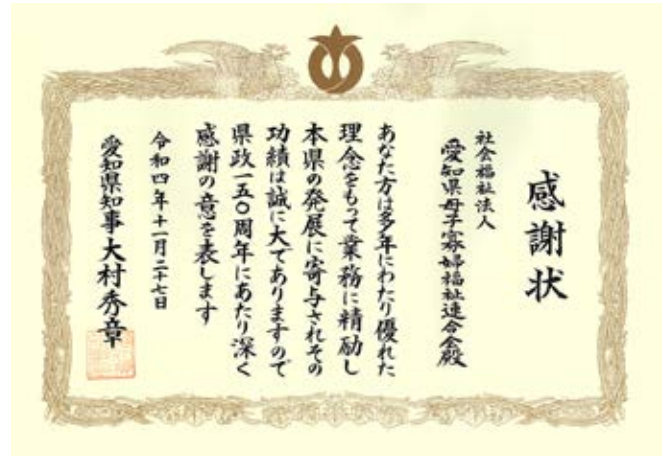 感謝状
社会福祉法人
愛知県母子寡婦福祉連合会殿
あなた方は多年にわたり優れた
理念をもって業務に精励し
本県の発展に寄与されその
功績は誠に大でありますので
県政一五〇周年にあたり深く
感謝の意を表します
令和四年十一月二十七日
愛知県知事大村秀章